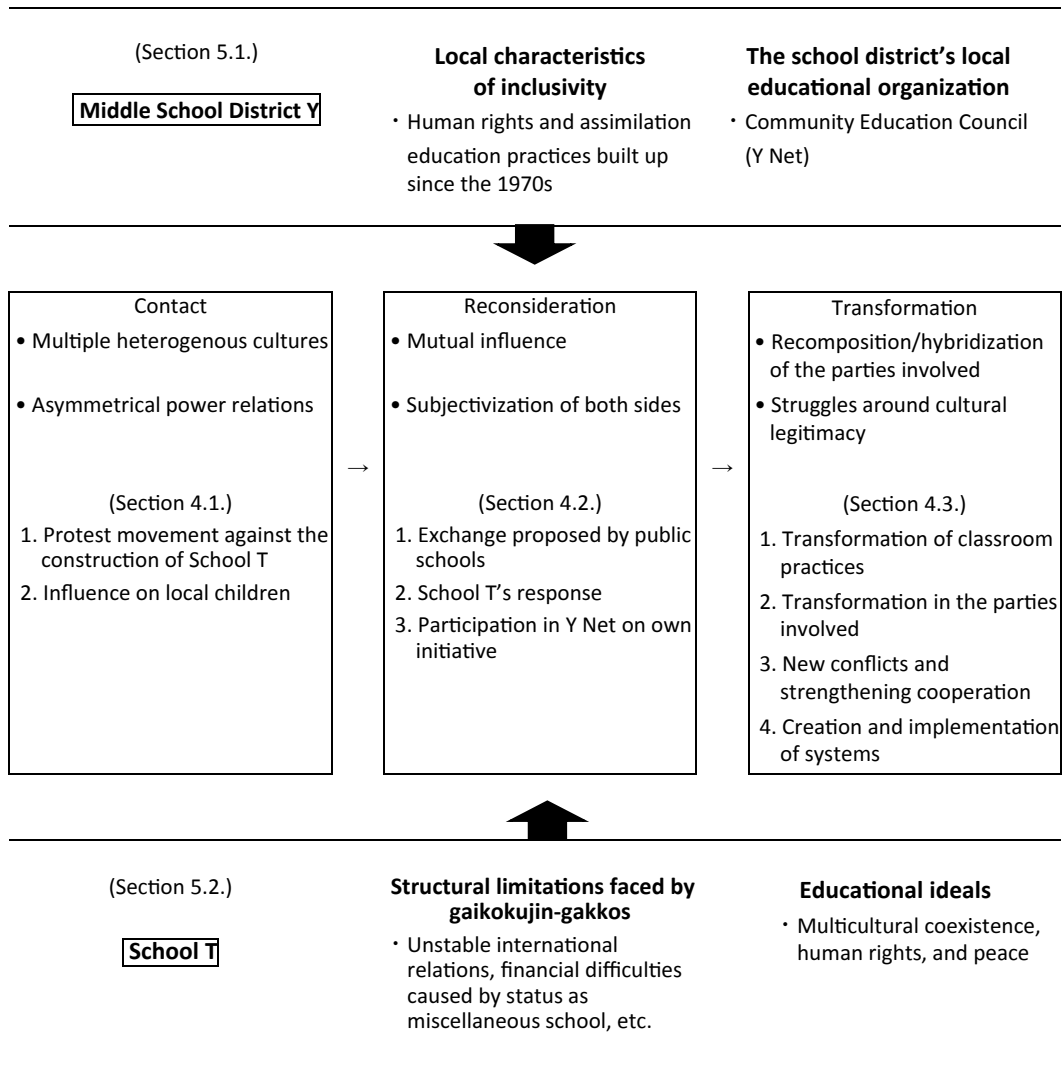 (Section 5.1.)
Middle School District Y
Local characteristics
of inclusivity
・Human rights and assimilation
education practices built up
since the 1970s
The school district's local
educational organization
・Community Education Council
(Y Net)
Contact
• Multiple heterogenous cultures
• Asymmetrical power relations
(Section 4.1.)
1. Protest movement against the
construction of School T
2. Influence on local children
→
Reconsideration
• Mutual influence
• Subjectivization of both sides
(Section 4.2.)
1. Exchange proposed by public
schools
2. School T's response
3. Participation in Y Net on own
initiative
→
Transformation
• Recomposition/hybridization
of the parties involved
• Struggles around cultural
legitimacy
(Section 4.3.)
1. Transformation of classroom
practices
2. Transformation in the parties
involved
3. New conflicts and
strengthening cooperation
4. Creation and implementation
of systems
(Section 5.2.)
School T
Structural limitations faced by
gaikokujin-gakkos
・Unstable international
relations, financial difficulties
caused by status as
miscellaneous school, etc.
Educational ideals
・Multicultural coexistence,
human rights, and peace